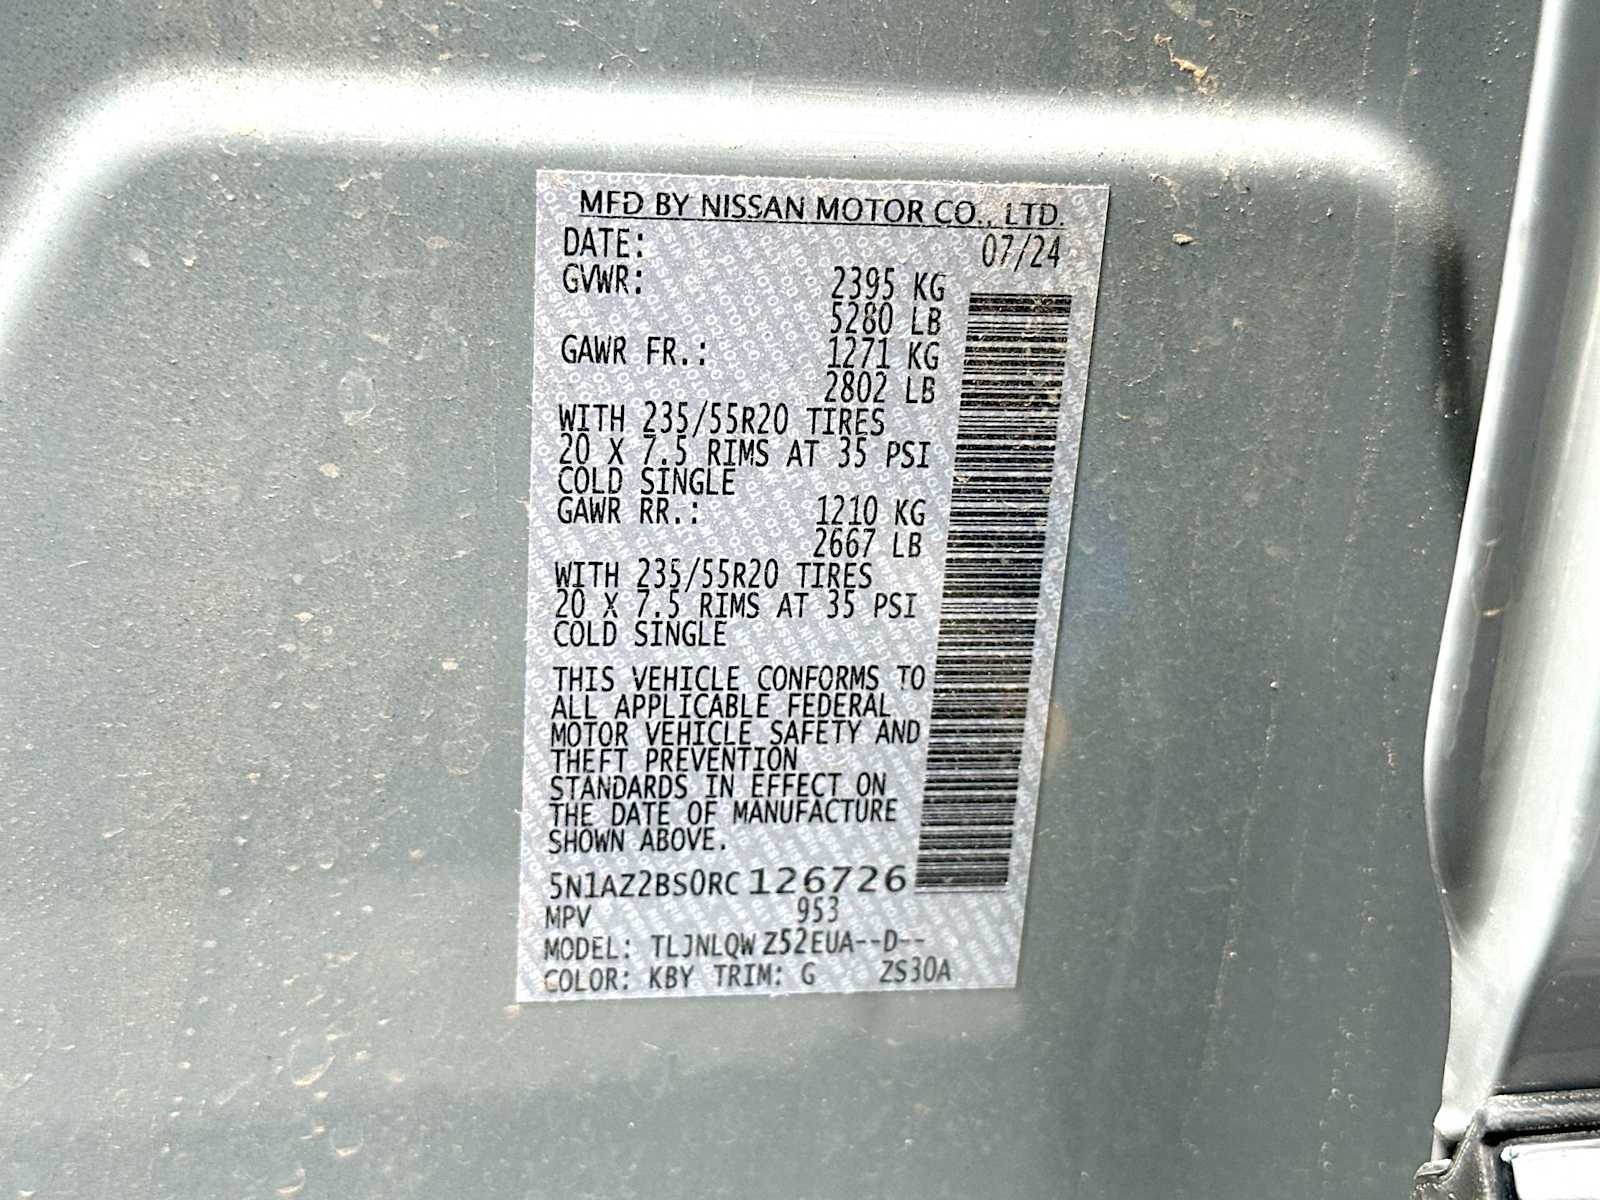 MFD BY NISSAN MOTOR CO., LTD.
DATE: 07/24
GVWR: 2395 KG
5280 LB
GAWR FR.: 1271 KG
2802 LB
WITH 235/55R20 TIRES
20 X 7.5 RIMS AT 35 PSI
COLD SINGLE
GAWR RR.: 1210 KG
2667 LB
WITH 235/55R20 TIRES
20 X 7.5 RIMS AT 35 PSI
COLD SINGLE
THIS VEHICLE CONFORMS TO
ALL APPLICABLE FEDERAL
MOTOR VEHICLE SAFETY AND
THEFT PREVENTION
STANDARDS IN EFFECT ON
THE DATE OF MANUFACTURE
SHOWN ABOVE.
5N1AZ2BS0RC126726
MPV 953
MODEL: TLJNLQWZ52EUA--D--
COLOR: KBY TRIM: G ZS30A